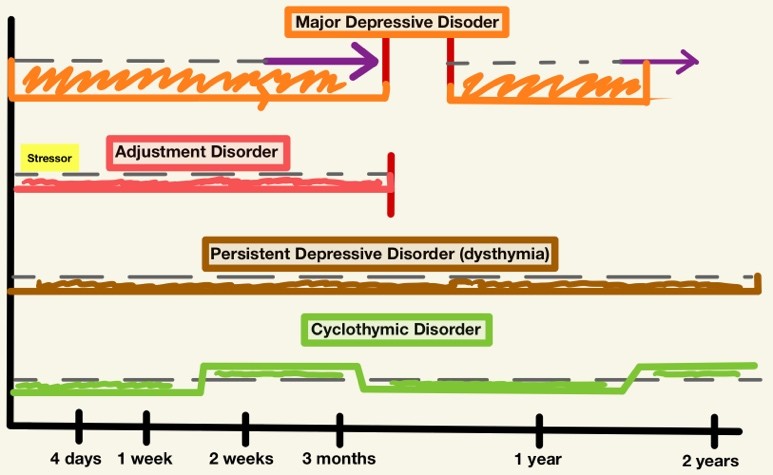 Major Depressive Disoder
Stressor
Adjustment Disorder
Persistent Depressive Disorder (dysthymia)
Cyclothymic Disorder
4 days 1 week 2 weeks 3 months 1 year 2 years